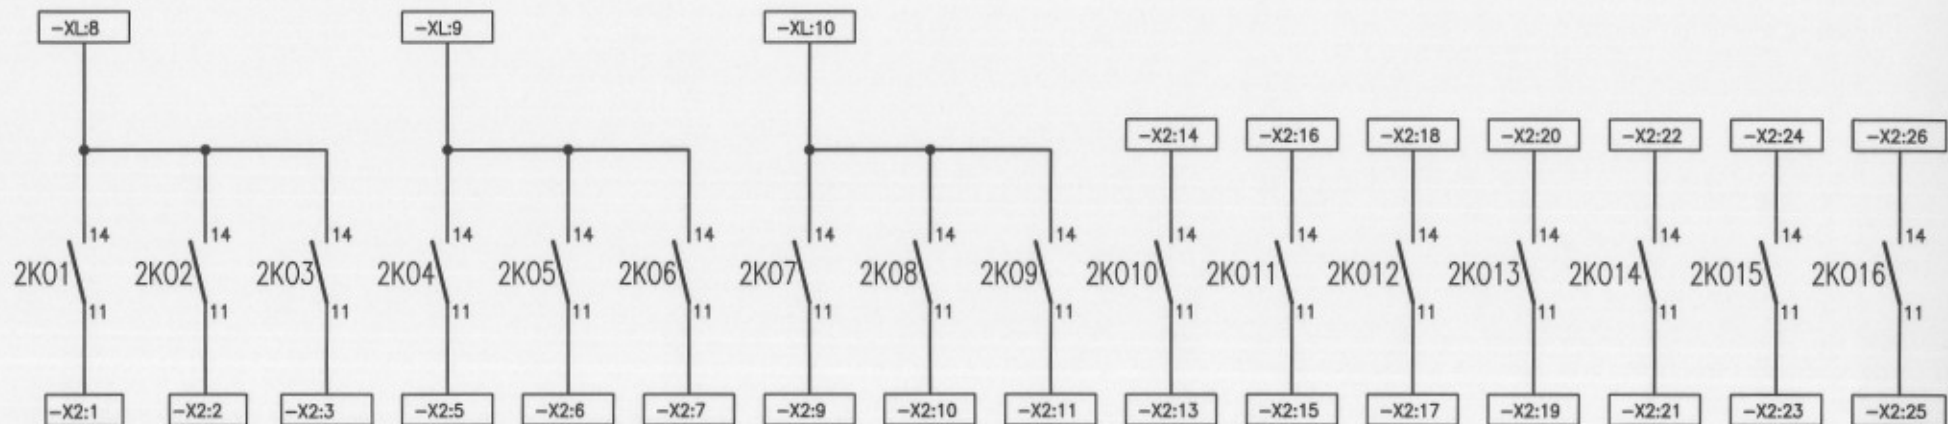 -XL:8 -XL:9 -XL:10
-X2:14 -X2:16 -X2:18 -X2:20 -X2:22 -X2:24 -X2:26
14 14 14 14 14 14 14 14 14 14 14 14 14 14 14 14
2K01 2K02 2K03 2K04 2K05 2K06 2K07 2K08 2K09 2K010 2K011 2K012 2K013 2K014 2K015 2K016
11 11 11 11 11 11 11 11 11 11 11 11 11 11 11 11
-X2:1 -X2:2 -X2:3 -X2:5 -X2:6 -X2:7 -X2:9 -X2:10 -X2:11 -X2:13 -X2:15 -X2:17 -X2:19 -X2:21 -X2:23 -X2:25